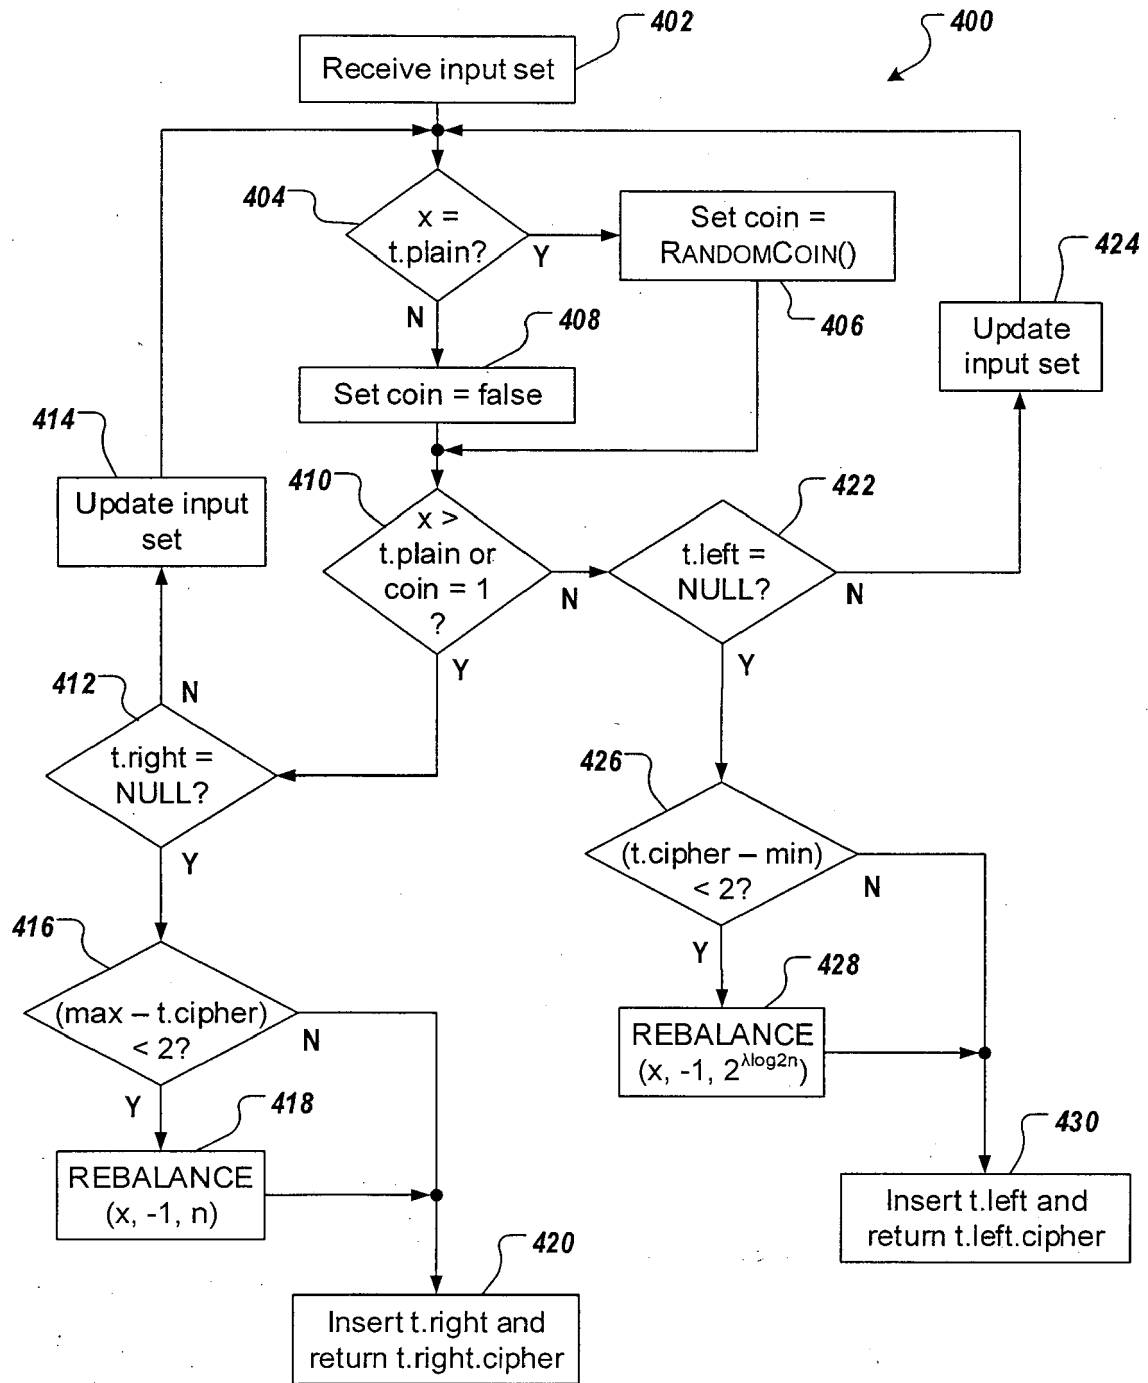 402
400
Receive input set
404
x =
t.plain?
Y
N
Set coin =
RANDOMCOIN()
406
424
Update
input set
408
Set coin = false
414
Update input
set
410
x >
t.plain or
coin = 1
?
N
Y
422
t.left =
NULL?
N
Y
412
N
t.right =
NULL?
Y
426
(t.cipher – min)
< 2?
N
Y
416
(max – t.cipher)
< 2?
N
Y
428
REBALANCE
(x, -1, 2^λlog2n)
418
REBALANCE
(x, -1, n)
430
Insert t.left and
return t.left.cipher
420
Insert t.right and
return t.right.cipher